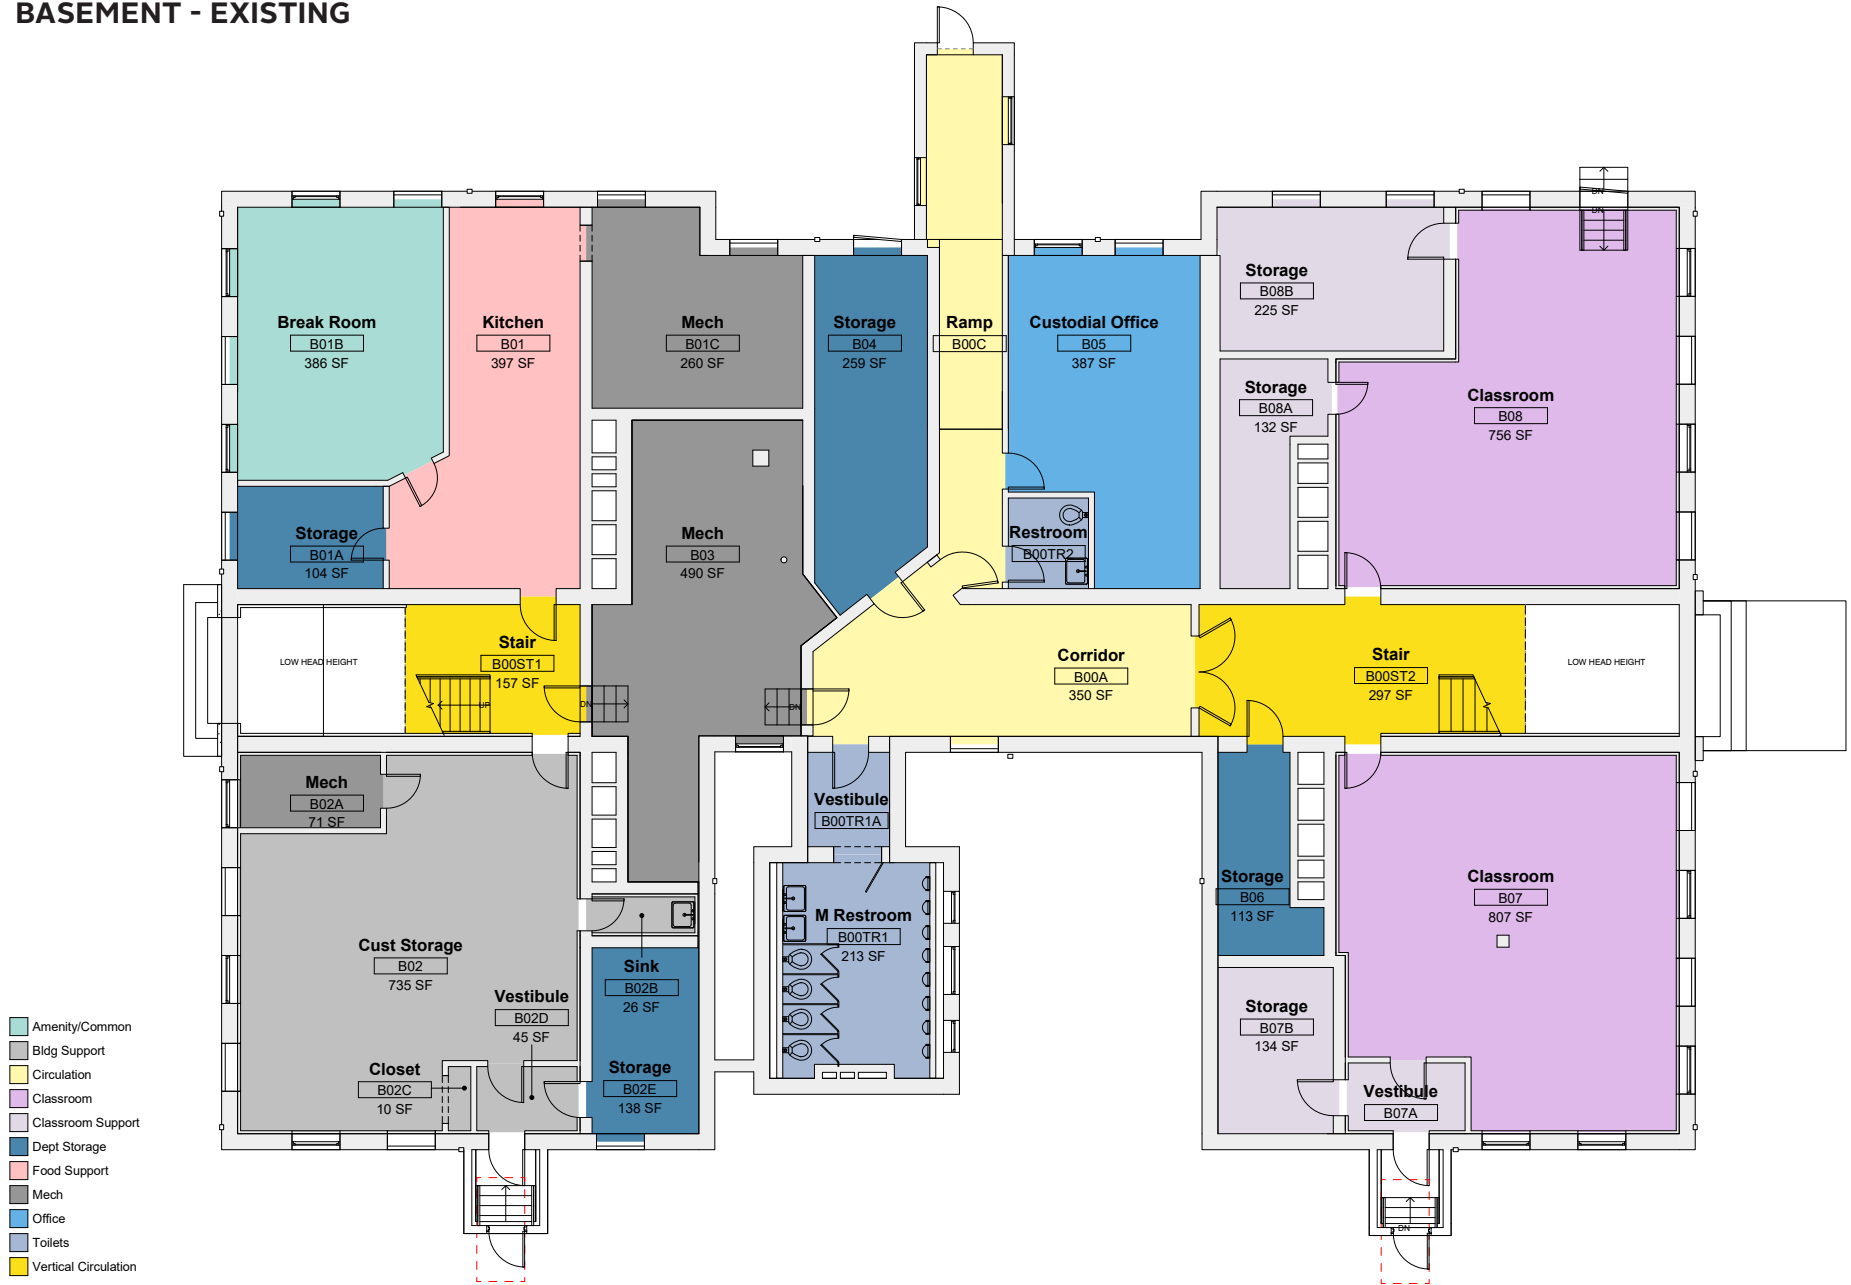 BASEMENT - EXISTING
DN
DN
Break Room
B01B
386 SF
Kitchen
B01
397 SF
Mech
B01C
260 SF
Storage
B04
259 SF
Ramp
B00C
Custodial Office
B05
387 SF
Storage
B08B
225 SF
Storage
B08A
132 SF
Classroom
B08
756 SF
Storage
B01A
104 SF
Mech
B03
490 SF
Restroom
B00TR2
LOW HEAD HEIGHT
Stair
B00ST1
157 SF
UP
DN
DN
Corridor
B00A
350 SF
Stair
B00ST2
297 SF
LOW HEAD HEIGHT
Mech
B02A
71 SF
Vestibule
B00TR1A
Storage
B06
113 SF
Classroom
B07
807 SF
Cust Storage
B02
735 SF
M Restroom
B00TR1
213 SF
Sink
B02B
26 SF
Vestibule
B02D
45 SF
Storage
B07B
134 SF
Closet
B02C
10 SF
Storage
B02E
138 SF
Vestibule
B07A
DN
Amenity/Common
Bldg Support
Circulation
Classroom
Classroom Support
Dept Storage
Food Support
Mech
Office
Toilets
Vertical Circulation